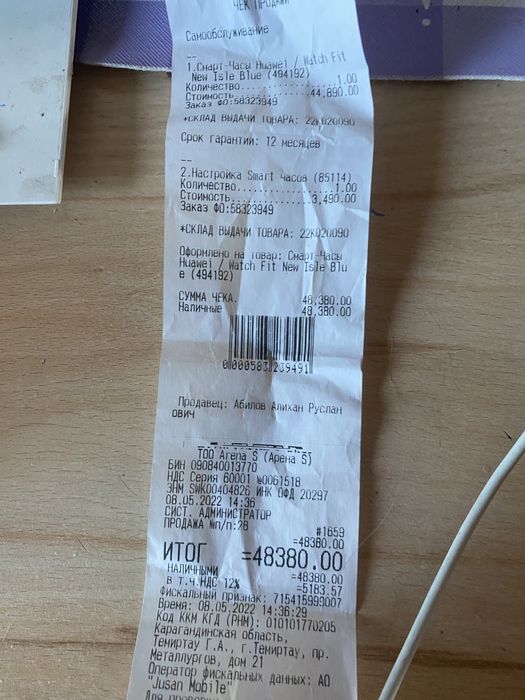 ЧЕК ПРОДАЖИ
Самообслуживание
--
1.Смарт-Часы Huawei / Watch Fit
New Isle Blue (494192)
Количество..................1.00
Стоимость..............44,890.00
Заказ ФО:58323949
*СКЛАД ВЫДАЧИ ТОВАРА: 22K020090
Срок гарантии: 12 месяцев
--
2.Настройка Smart часов (85114)
Количество..................1.00
Стоимость...............3,490.00
Заказ ФО:58323949
*СКЛАД ВЫДАЧИ ТОВАРА: 22K020090
Оформлено на товар: Смарт-Часы
Huawei / Watch Fit New Isle Blu
e (494192)
СУММА ЧЕКА. 48,380.00
Наличные 48,380.00
0 000583 239491
Продавец: Абилов Алихан Руслан
ович
ТОО Arena S (Арена S)
БИН 090840013770
НДС Серия 60001 №0061518
ЗНМ SWK00404826 ИНК ОФД 20297
08.05.2022 14:36
СИСТ. АДМИНИСТРАТОР
ПРОДАЖА №п/п:28 #1659
=48380.00
ИТОГ =48380.00
НАЛИЧНЫМИ =48380.00
в т.ч.НДС 12% =5183.57
Фискальный признак: 715415999007
Время: 08.05.2022 14:36:29
Код ККМ КГД (РНМ): 010101770205
Карагандинская область,
Темиртау Г.А., г.Темиртау, пр.
Металлургов, дом 21
Оператор фискальных данных: АО
"Jusan Mobile"
Для проверки